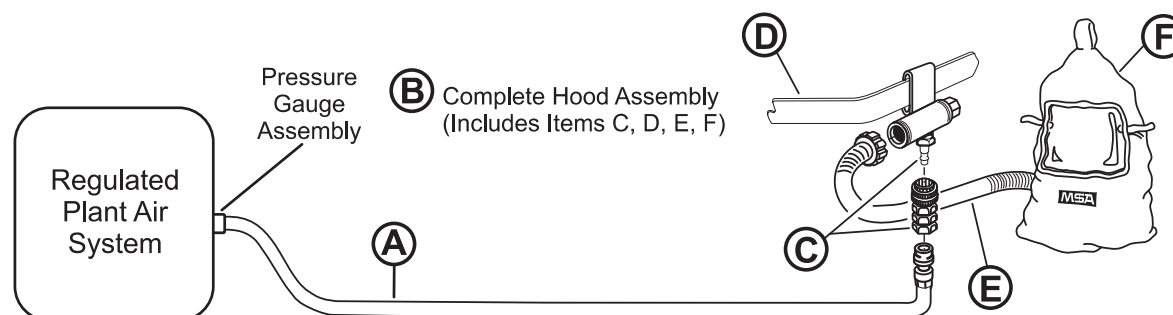 Regulated
Plant Air
System
Pressure
Gauge
Assembly
A
B
Complete Hood Assembly
(Includes Items C, D, E, F)
D
C
E
F
MSA